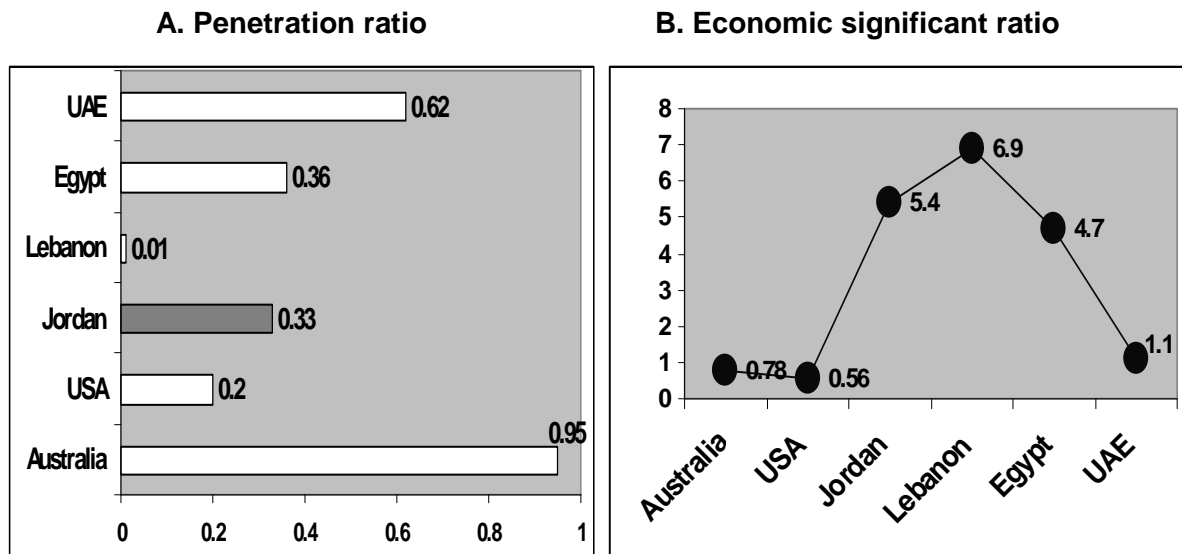 A. Penetration ratio
UAE
0.62
Egypt
0.36
Lebanon
0.01
Jordan
0.33
USA
0.2
Australia
0.95
0 0.2 0.4 0.6 0.8 1
B. Economic significant ratio
8
7
6
5
4
3
2
1
0
0.78
0.56
5.4
6.9
4.7
1.1
Australia
USA
Jordan
Lebanon
Egypt
UAE